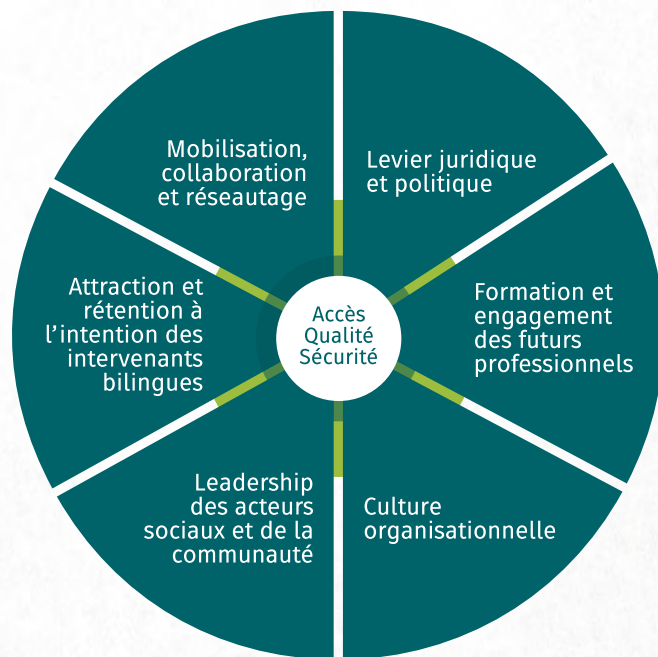 Mobilisation,
collaboration
et réseautage
Levier juridique
et politique
Attraction et
rétention à
l’intention des
intervenants
bilingues
Accès
Qualité
Sécurité
Formation et
engagement
des futurs
professionnels
Leadership
des acteurs
sociaux et de la
communauté
Culture
organisationnelle